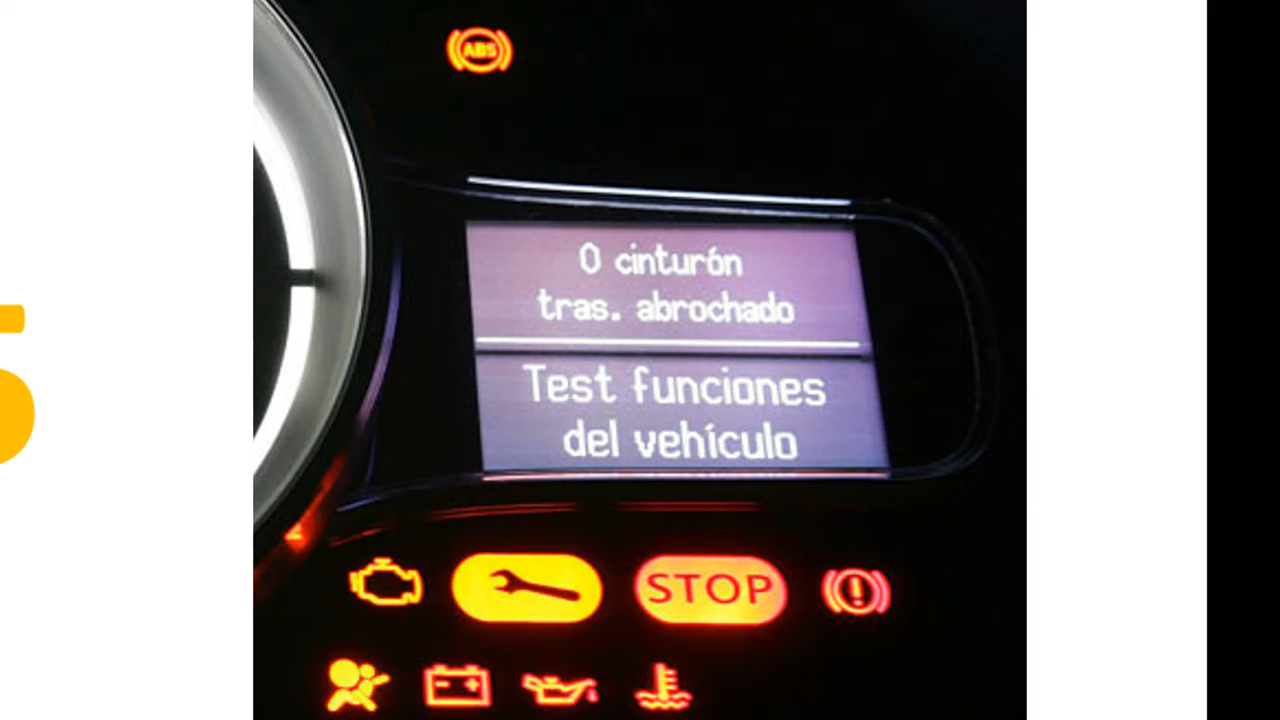 ABS
0 cinturón
tras. abrochado
Test funciones
del vehículo
STOP